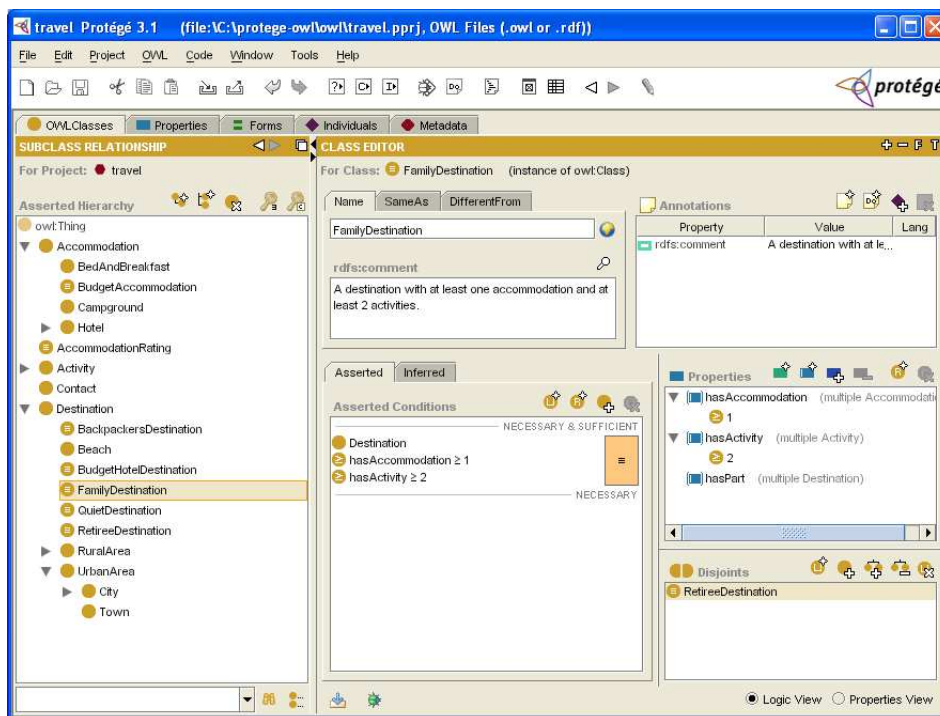 travel Protégé 3.1 (file:\C:\protege-owl\owl\travel.pprj, OWL Files (.owl or .rdf))
File Edit Project OWL Code Window Tools Help
protégé
OWLClasses Properties Forms Individuals Metadata
SUBCLASS RELATIONSHIP
For Project: travel
Asserted Hierarchy
owl:Thing
Accommodation
BedAndBreakfast
BudgetAccommodation
Campground
Hotel
AccommodationRating
Activity
Contact
Destination
BackpackersDestination
Beach
BudgetHotelDestination
FamilyDestination
QuietDestination
RetireeDestination
RuralArea
UrbanArea
City
Town
CLASS EDITOR
For Class: FamilyDestination (instance of owl:Class)
Name SameAs DifferentFrom
FamilyDestination
rdfs:comment
A destination with at least one accommodation and at
least 2 activities.
Annotations
Property Value Lang
rdfs:comment A destination with at le...
Asserted Inferred
Asserted Conditions
NECESSARY & SUFFICIENT
Destination
hasAccommodation ≥ 1
hasActivity ≥ 2
≡
NECESSARY
Properties
hasAccommodation (multiple Accommodati
1
hasActivity (multiple Activity)
2
hasPart (multiple Destination)
Disjoints
RetireeDestination
Logic View Properties View